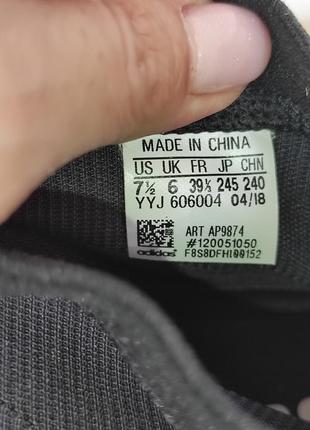 MADE IN CHINA
US UK FR JP CHN
7½ 6 39⅓ 245 240
YYJ 606004 04/18
ART AP9874
#120051050
adidas F8S8DFHI00152